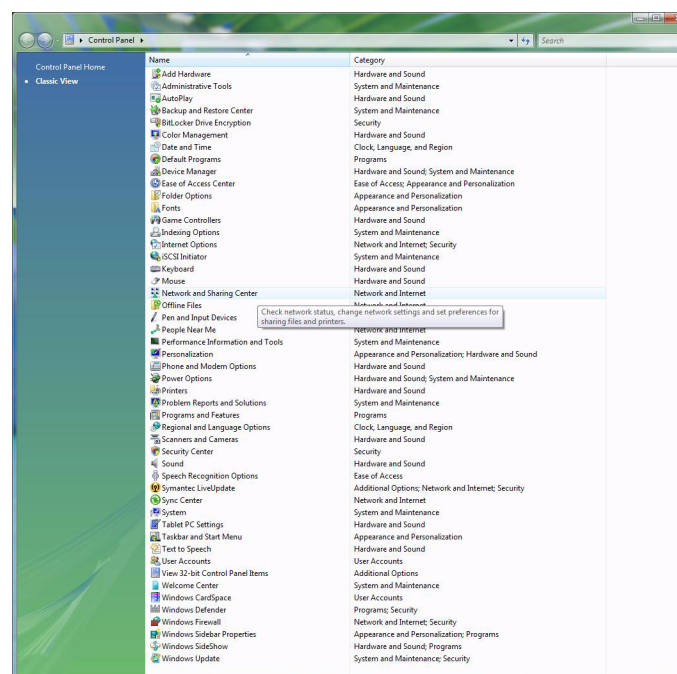 Control Panel
Search
Control Panel Home
Classic View
Name Category
Add Hardware Hardware and Sound
Administrative Tools System and Maintenance
AutoPlay Hardware and Sound
Backup and Restore Center System and Maintenance
BitLocker Drive Encryption Security
Color Management Hardware and Sound
Date and Time Clock, Language, and Region
Default Programs Programs
Device Manager Hardware and Sound; System and Maintenance
Ease of Access Center Ease of Access; Appearance and Personalization
Folder Options Appearance and Personalization
Fonts Appearance and Personalization
Game Controllers Hardware and Sound
Indexing Options System and Maintenance
Internet Options Network and Internet; Security
iSCSI Initiator System and Maintenance
Keyboard Hardware and Sound
Mouse Hardware and Sound
Network and Sharing Center Network and Internet
Offline Files Network and Internet
Check network status, change network settings and set preferences for
sharing files and printers.
Pen and Input Devices
People Near Me Network and Internet
Performance Information and Tools System and Maintenance
Personalization Appearance and Personalization; Hardware and Sound
Phone and Modem Options Hardware and Sound
Power Options Hardware and Sound; System and Maintenance
Printers Hardware and Sound
Problem Reports and Solutions System and Maintenance
Programs and Features Programs
Regional and Language Options Clock, Language, and Region
Scanners and Cameras Hardware and Sound
Security Center Security
Sound Hardware and Sound
Speech Recognition Options Ease of Access
Symantec LiveUpdate Additional Options; Network and Internet; Security
Sync Center Network and Internet
System System and Maintenance
Tablet PC Settings Hardware and Sound
Taskbar and Start Menu Appearance and Personalization
Text to Speech Hardware and Sound
User Accounts User Accounts
View 32-bit Control Panel Items Additional Options
Welcome Center System and Maintenance
Windows CardSpace User Accounts
Windows Defender Programs; Security
Windows Firewall Network and Internet; Security
Windows Sidebar Properties Appearance and Personalization; Programs
Windows SideShow Hardware and Sound; Programs
Windows Update System and Maintenance; Security